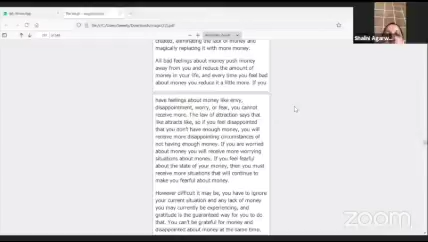 Shalini Agarw...
created, eliminating the lack of money and
magically replacing it with more money.
All bad feelings about money push money
away from you and reduce the amount of
money in your life, and every time you feel bad
about money you reduce it a little more. If you
have feelings about money like envy,
disappointment, worry, or fear, you cannot
receive more. The law of attraction says that
like attracts like, so if you feel disappointed
that you don't have enough money, you will
receive more disappointing circumstances of
not having enough money. If you are worried
about money you will receive more worrying
situations about money. If you feel fearful
about the state of your money, then you must
receive more situations that will continue to
make you fearful about money.
However difficult it may be, you have to ignore
your current situation and any lack of money
you may currently be experiencing, and
gratitude is the guaranteed way for you to do
that. You can't be grateful for money and
disappointed about money at the same time.
zoom